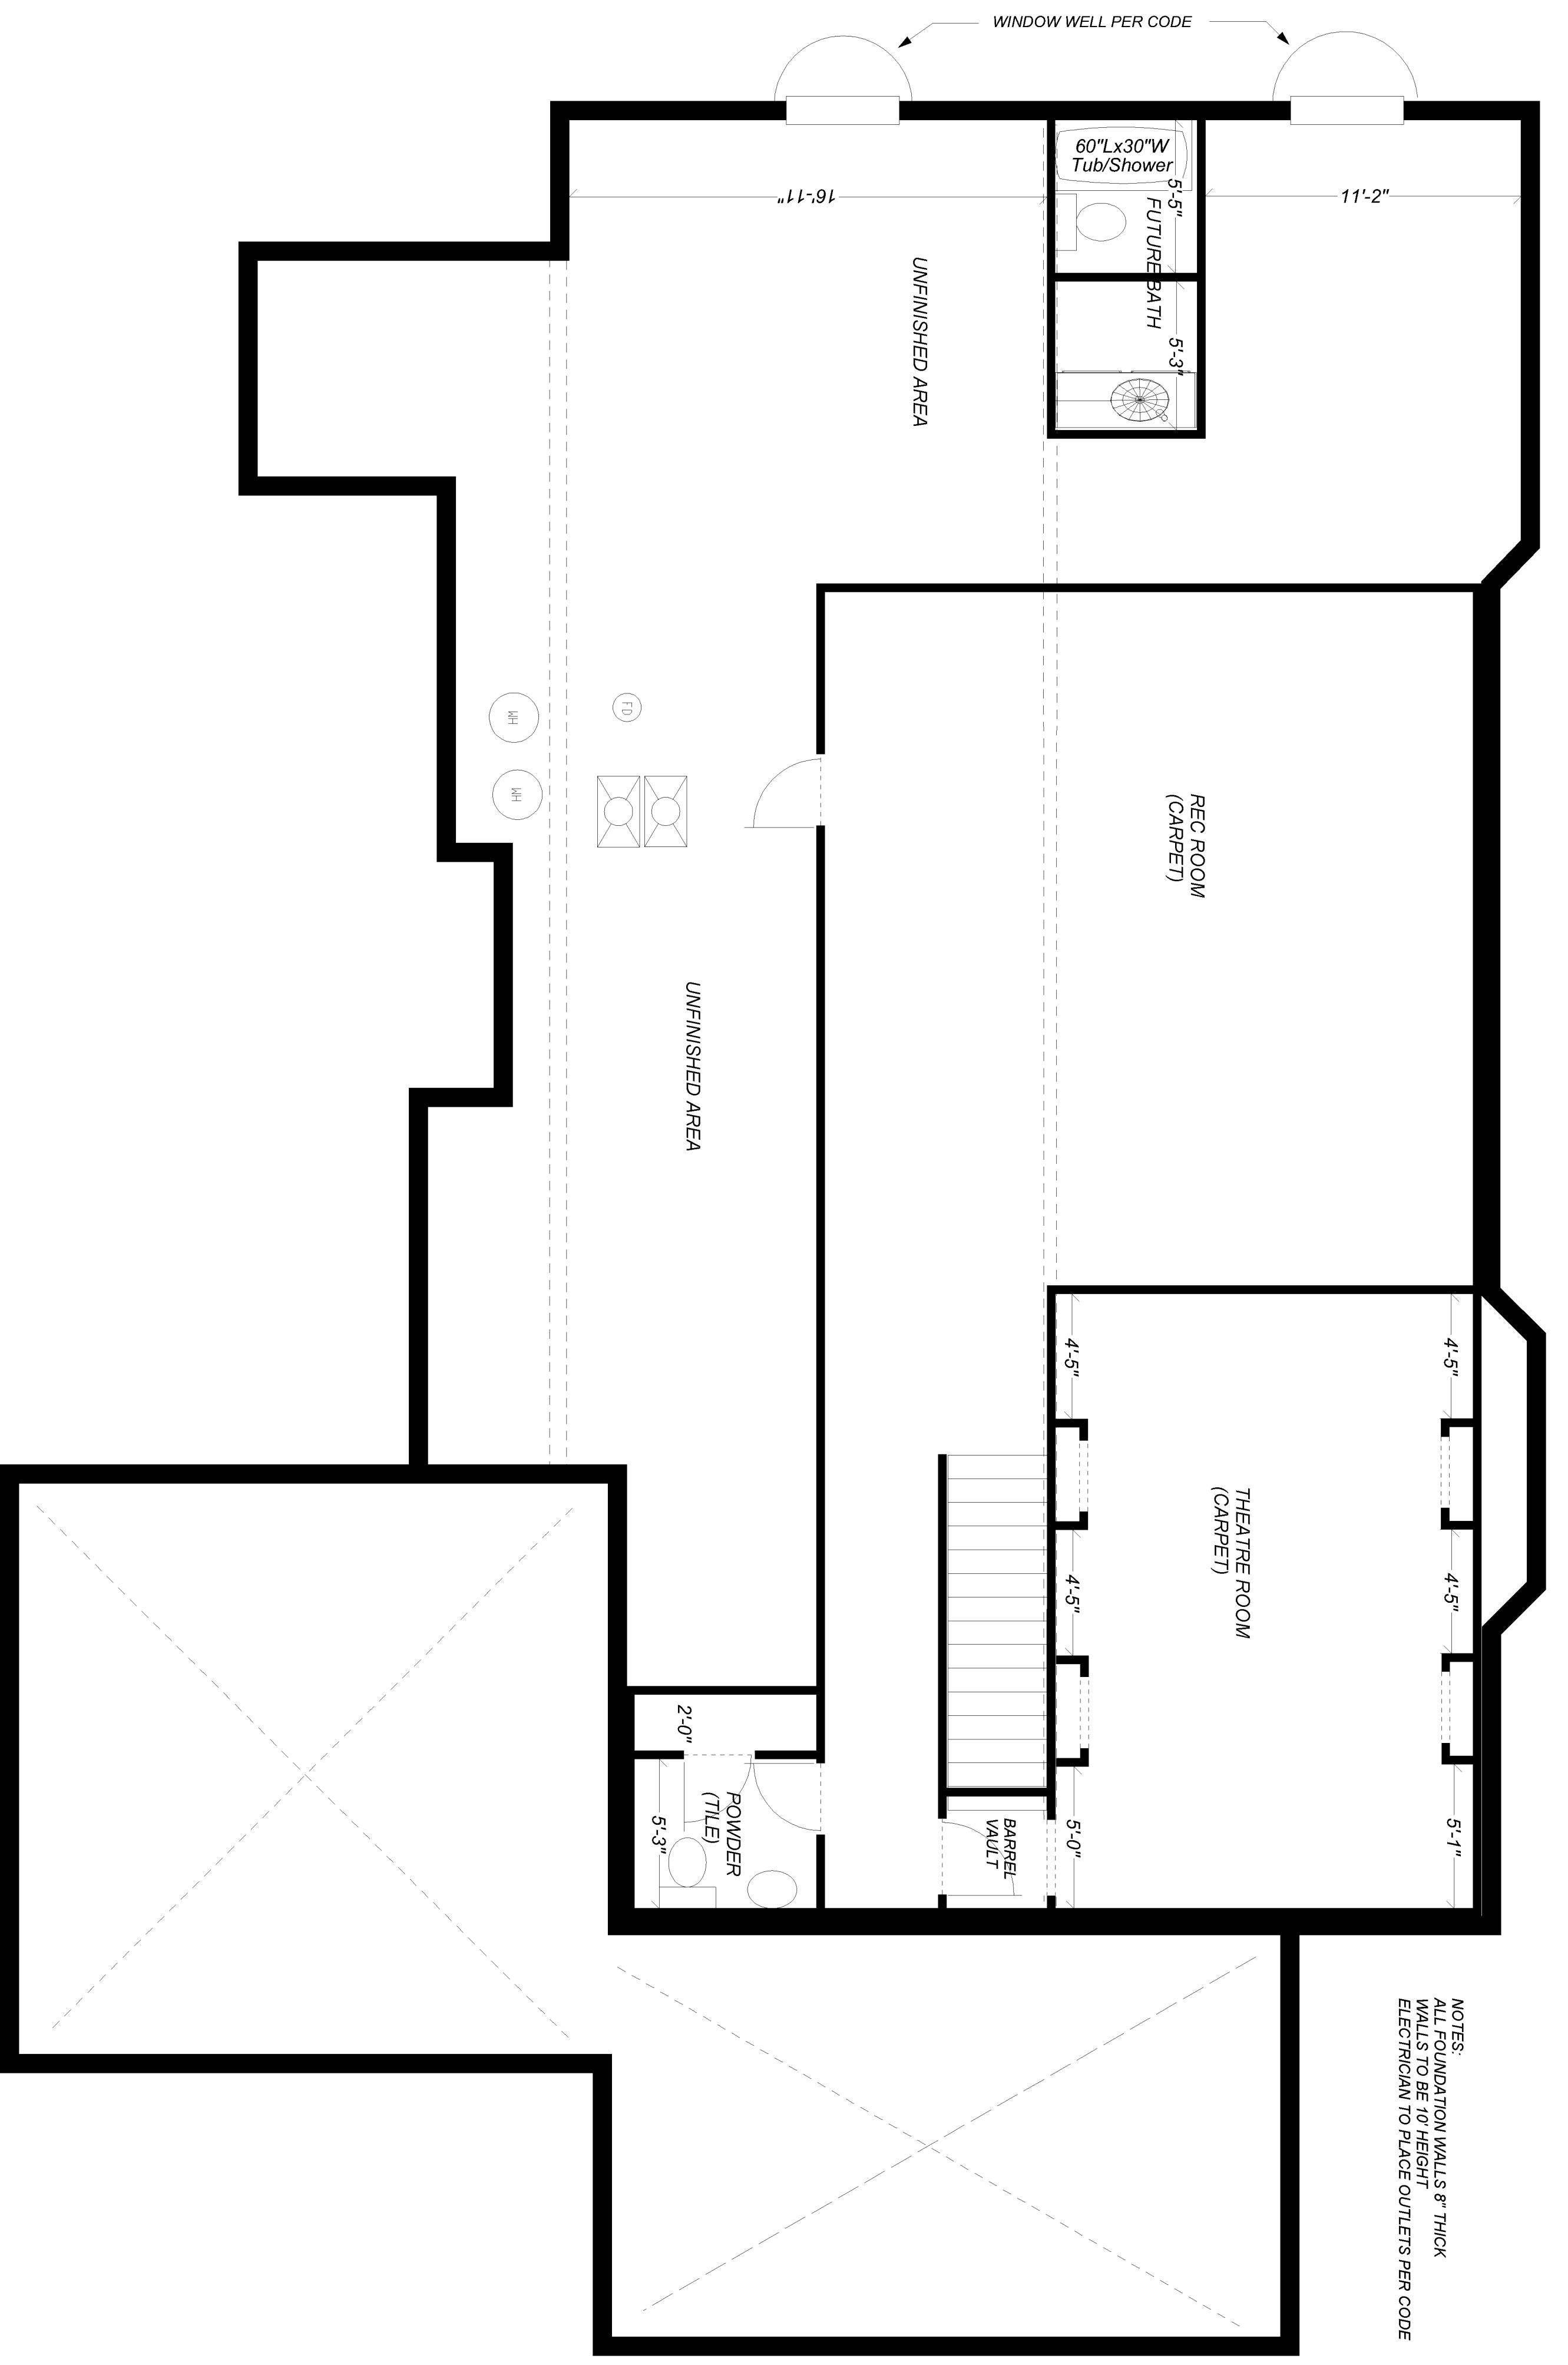 WINDOW WELL PER CODE
60"Lx30"W
Tub/Shower
5'-5"
16'-11"
11'-2"
FUTURE BATH
5'-3"
UNFINISHED AREA
FD
WH
WH
REC ROOM
(CARPET)
UNFINISHED AREA
4'-5"
4'-5"
THEATRE ROOM
(CARPET)
4'-5"
4'-5"
2'-0"
POWDER
(TILE)
5'-3"
BARREL
VAULT
5'-0"
5'-1"
NOTES:
ALL FOUNDATION WALLS 8" THICK
WALLS TO BE 10' HEIGHT
ELECTRICIAN TO PLACE OUTLETS PER CODE